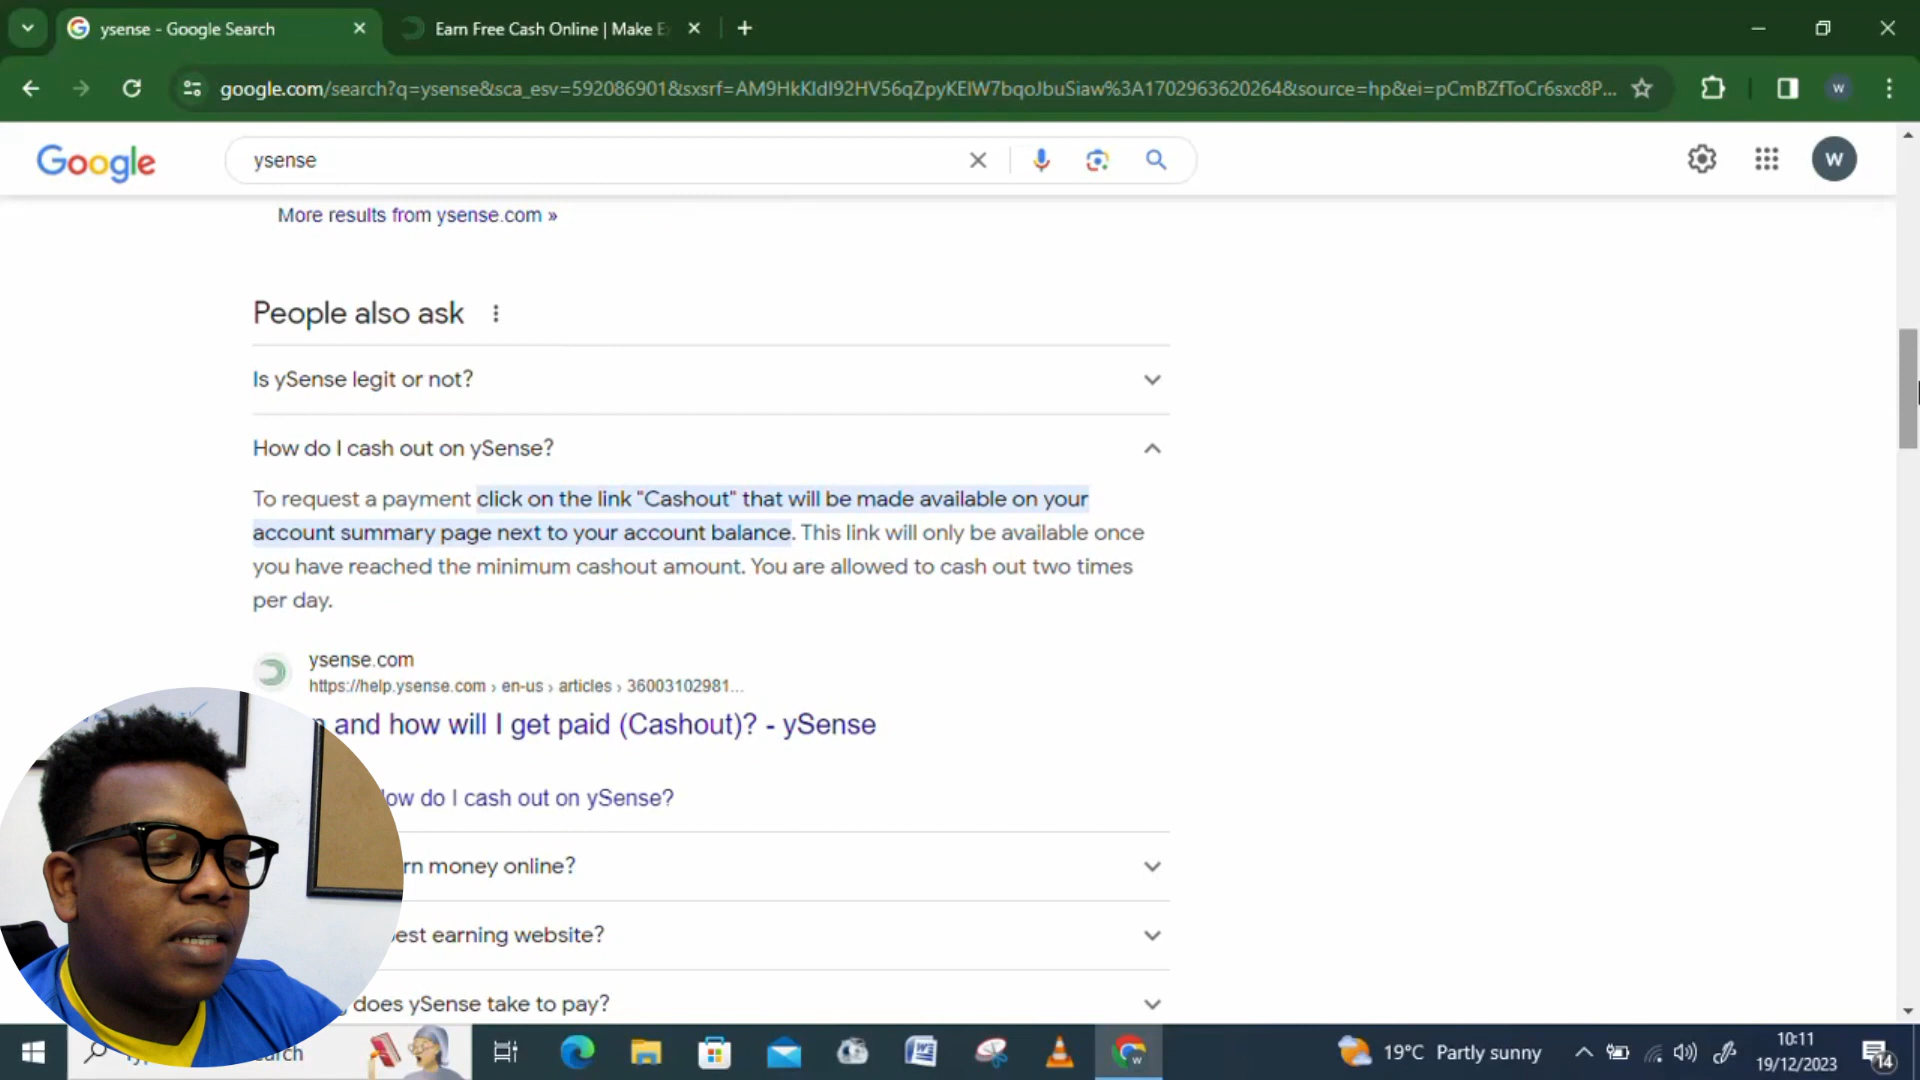 ysense - Google Search
Earn Free Cash Online | Make E
google.com/search?q=ysense&sca_esv=592086901&sxsrf=AM9HkKldI92HV56qZpyKEIW7bqoJbuSiaw%3A1702963620264&source=hp&ei=pCmBZfToCr6sxc8P...
W
Google
ysense
W
More results from ysense.com »
People also ask
Is ySense legit or not?
How do I cash out on ySense?
To request a payment click on the link "Cashout" that will be made available on your
account summary page next to your account balance. This link will only be available once
you have reached the minimum cashout amount. You are allowed to cash out two times
per day.
ysense.com
https://help.ysense.com › en-us › articles › 36003102981...
and how will I get paid (Cashout)? - ySense
ow do I cash out on ySense?
rn money online?
est earning website?
does ySense take to pay?
arch
19°C Partly sunny
10:11
19/12/2023
14